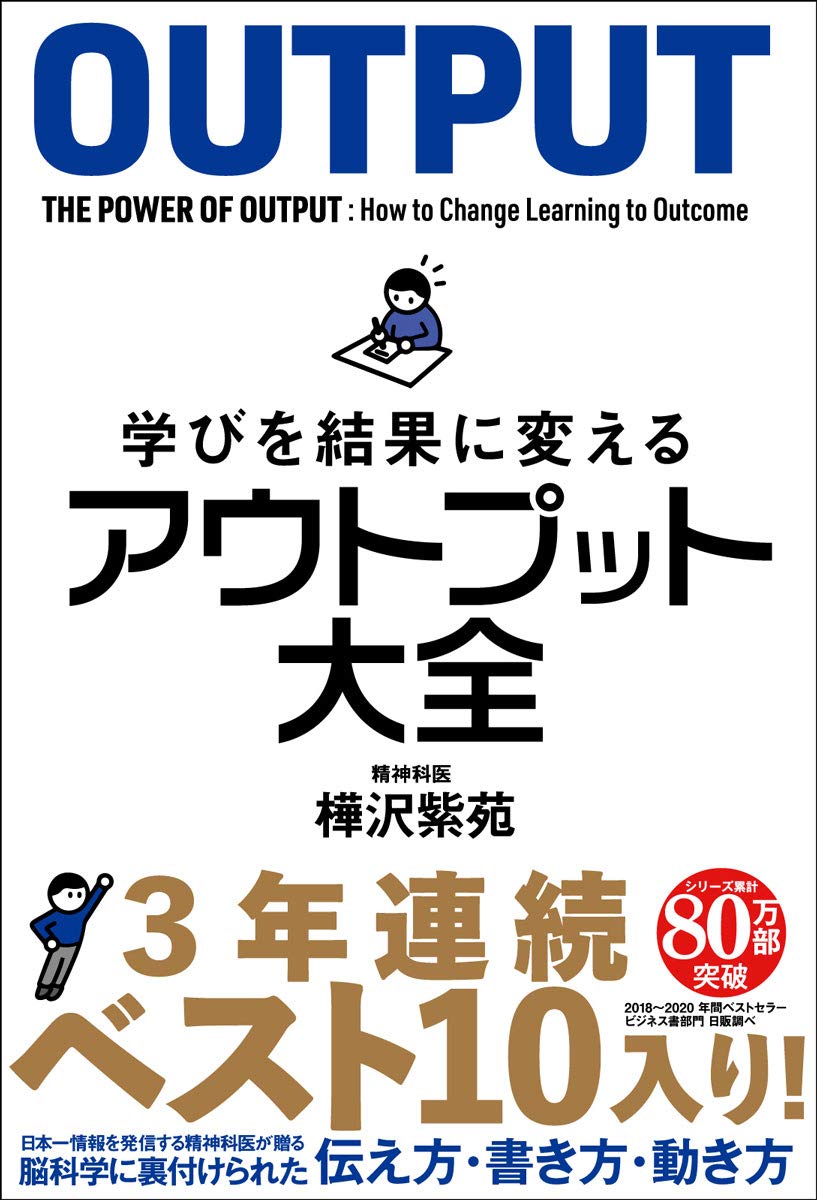 OUTPUT
THE POWER OF OUTPUT : How to Change Learning to Outcome
学びを結果に変える
アウトプット
大全
精神科医
樺沢紫苑
3年連続
ベスト10入り!
シリーズ累計
80万部
突破
2018〜2020 年間ベストセラー
ビジネス書部門 日販調べ
日本一情報を発信する精神科医が贈る
脳科学に裏付けられた 伝え方・書き方・動き方